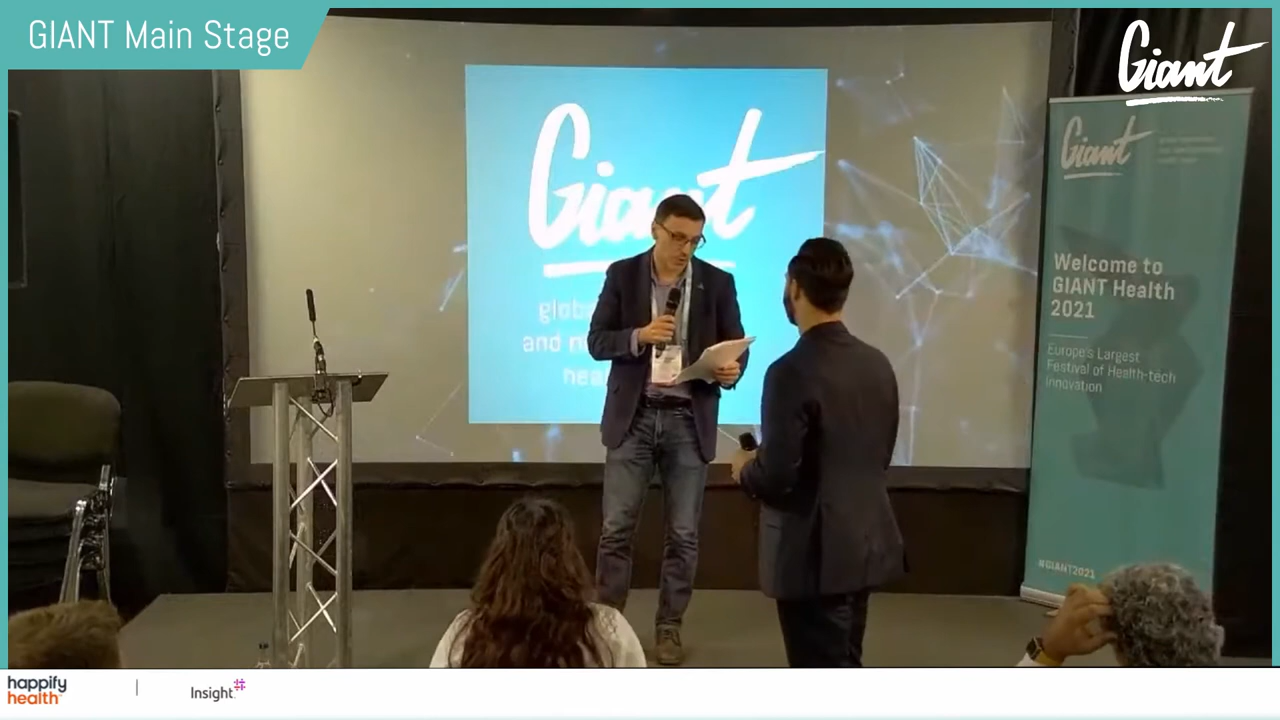 GIANT Main Stage
Giant
Giant
glob
and n
hea
Giant
Welcome to
GIANT Health
2021
Europe's Largest
Festival of Health-tech
Innovation
#GIANT2021
happify
health
Insight